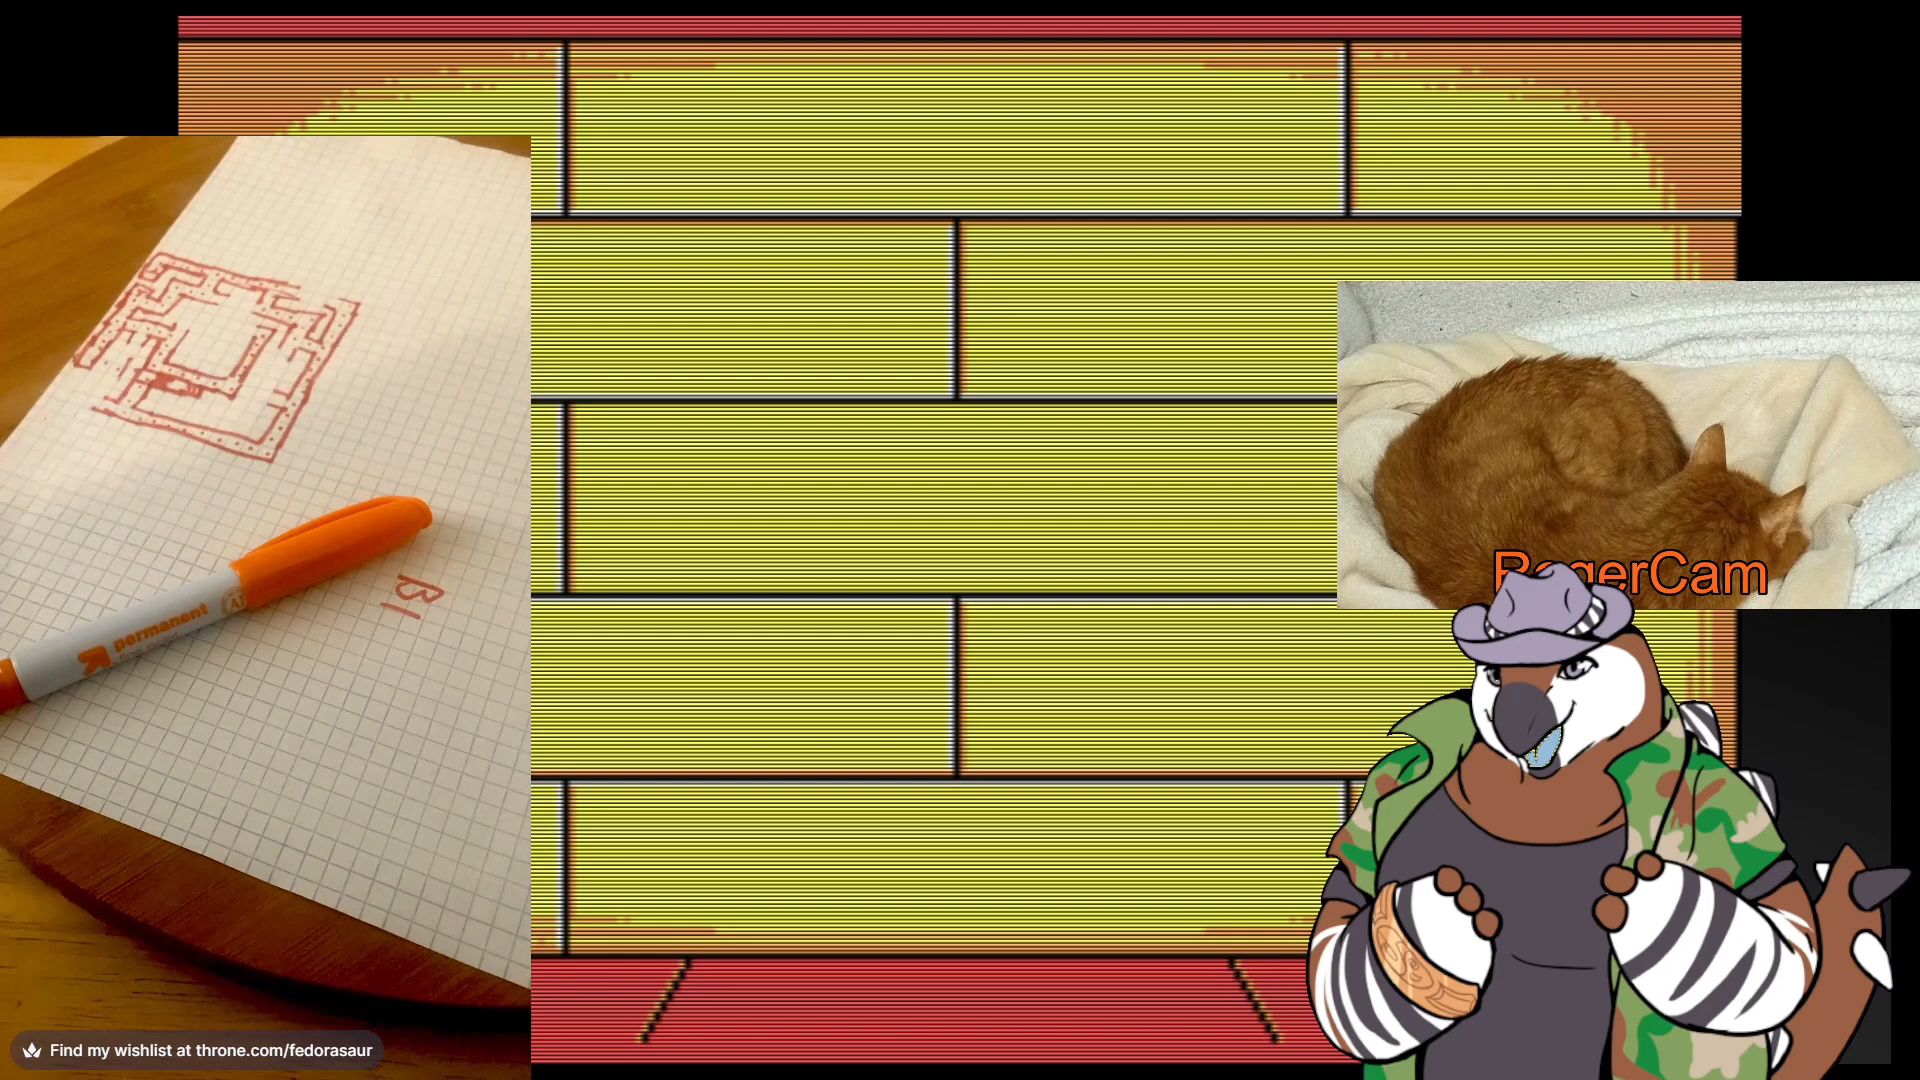 permanent
B1
RogerCam
Find my wishlist at throne.com/fedorasaur